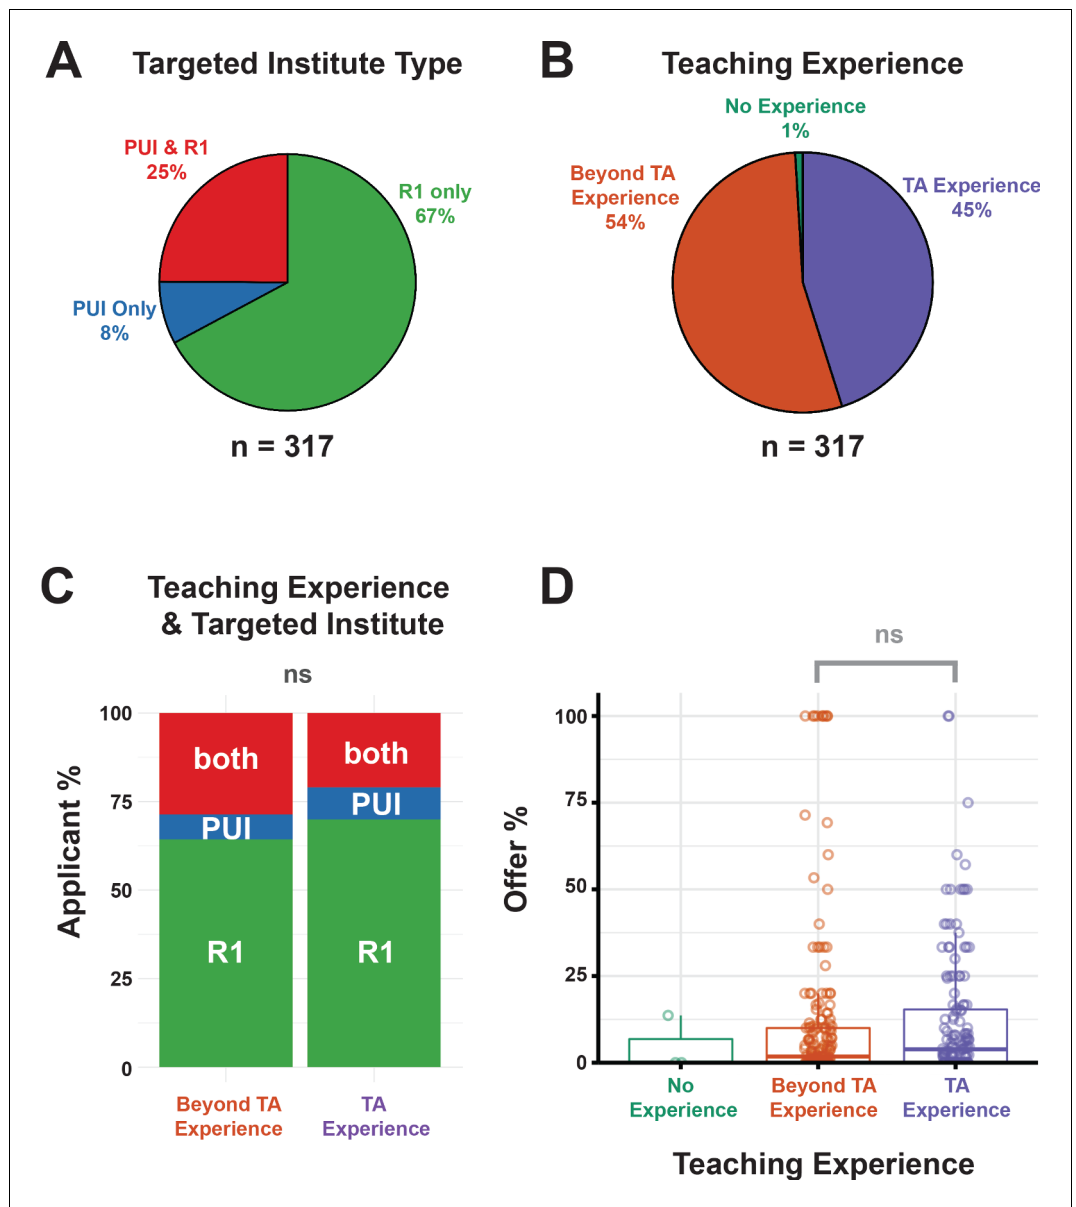 A
Targeted Institute Type
PUI & R1
25%
R1 only
67%
PUI Only
8%
n = 317
B
Teaching Experience
No Experience
1%
Beyond TA
Experience
54%
TA Experience
45%
n = 317
C
Teaching Experience
& Targeted Institute
ns
Applicant %
100
75
50
25
0
both
PUI
R1
both
PUI
R1
Beyond TA
Experience
TA
Experience
D
ns
Offer %
100
75
50
25
0
No
Experience
Beyond TA
Experience
TA
Experience
Teaching Experience